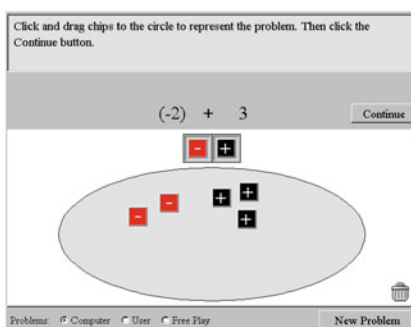 Click and drag chips to the circle to represent the problem. Then click the
Continue button.
(-2) + 3
Continue
- +
- - + + +
Problems: Computer User Free Play
New Problem